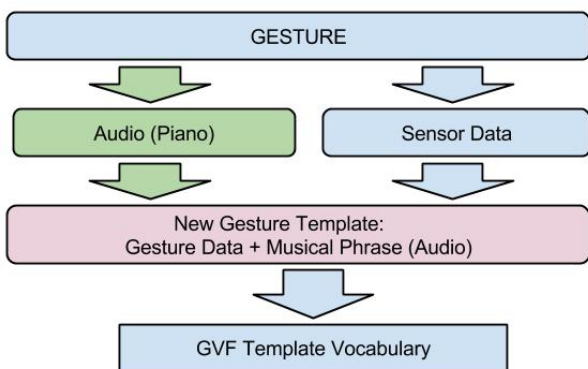 GESTURE
Audio (Piano)
Sensor Data
New Gesture Template:
Gesture Data + Musical Phrase (Audio)
GVF Template Vocabulary